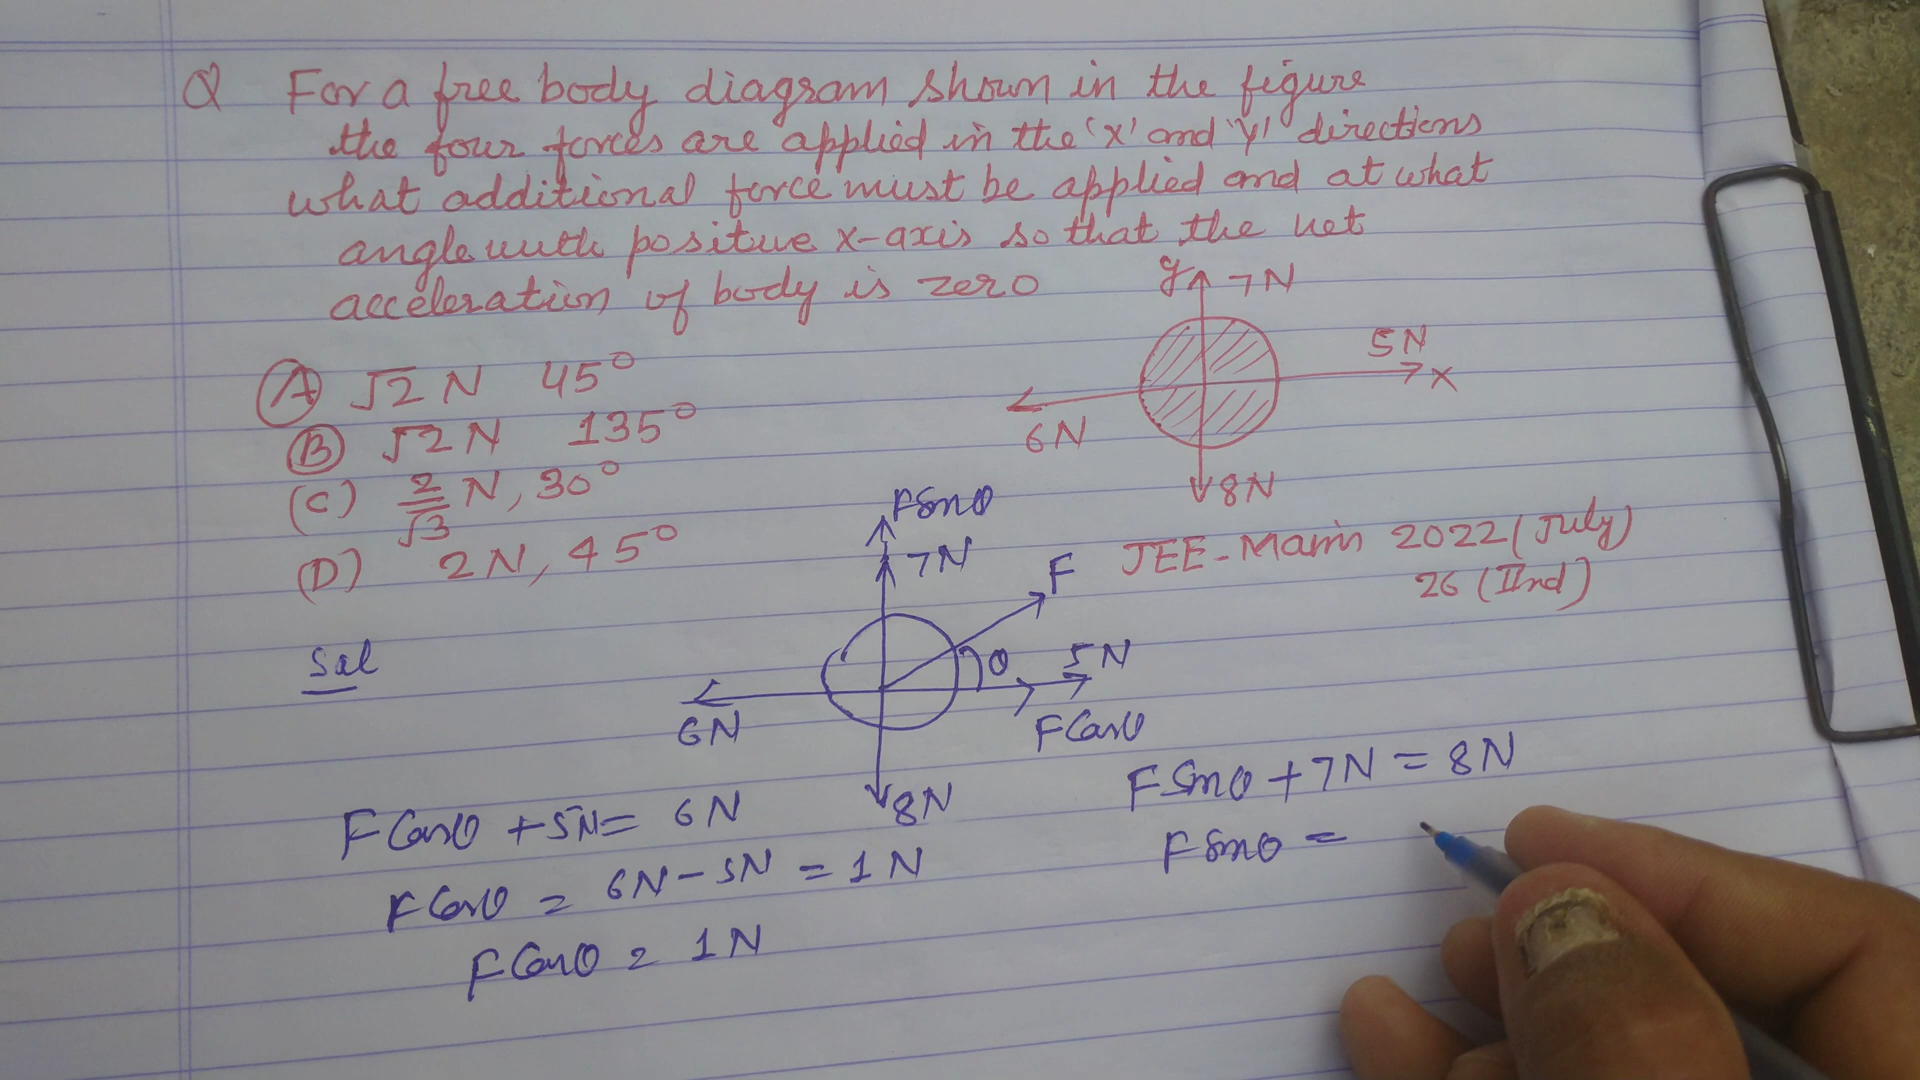 Q For a free body diagram shown in the figure
the four forces are applied in the 'x' and 'y' directions
what additional force must be applied and at what
angle with positive x-axis so that the net
acceleration of body is zero
y 7N
5N
x
6N
8N
(A) √2 N 45°
(B) √2 N 135°
(C) 2/√3 N, 30°
(D) 2N, 45°
JEE-Main 2022 (July)
26 (IInd)
Sol
F Sinθ
7N
F
θ
5N
6N
F Cosθ
8N
F Cosθ + 5N = 6N
F Cosθ = 6N - 5N = 1N
F Cosθ = 1N
F Sinθ + 7N = 8N
F Sinθ =